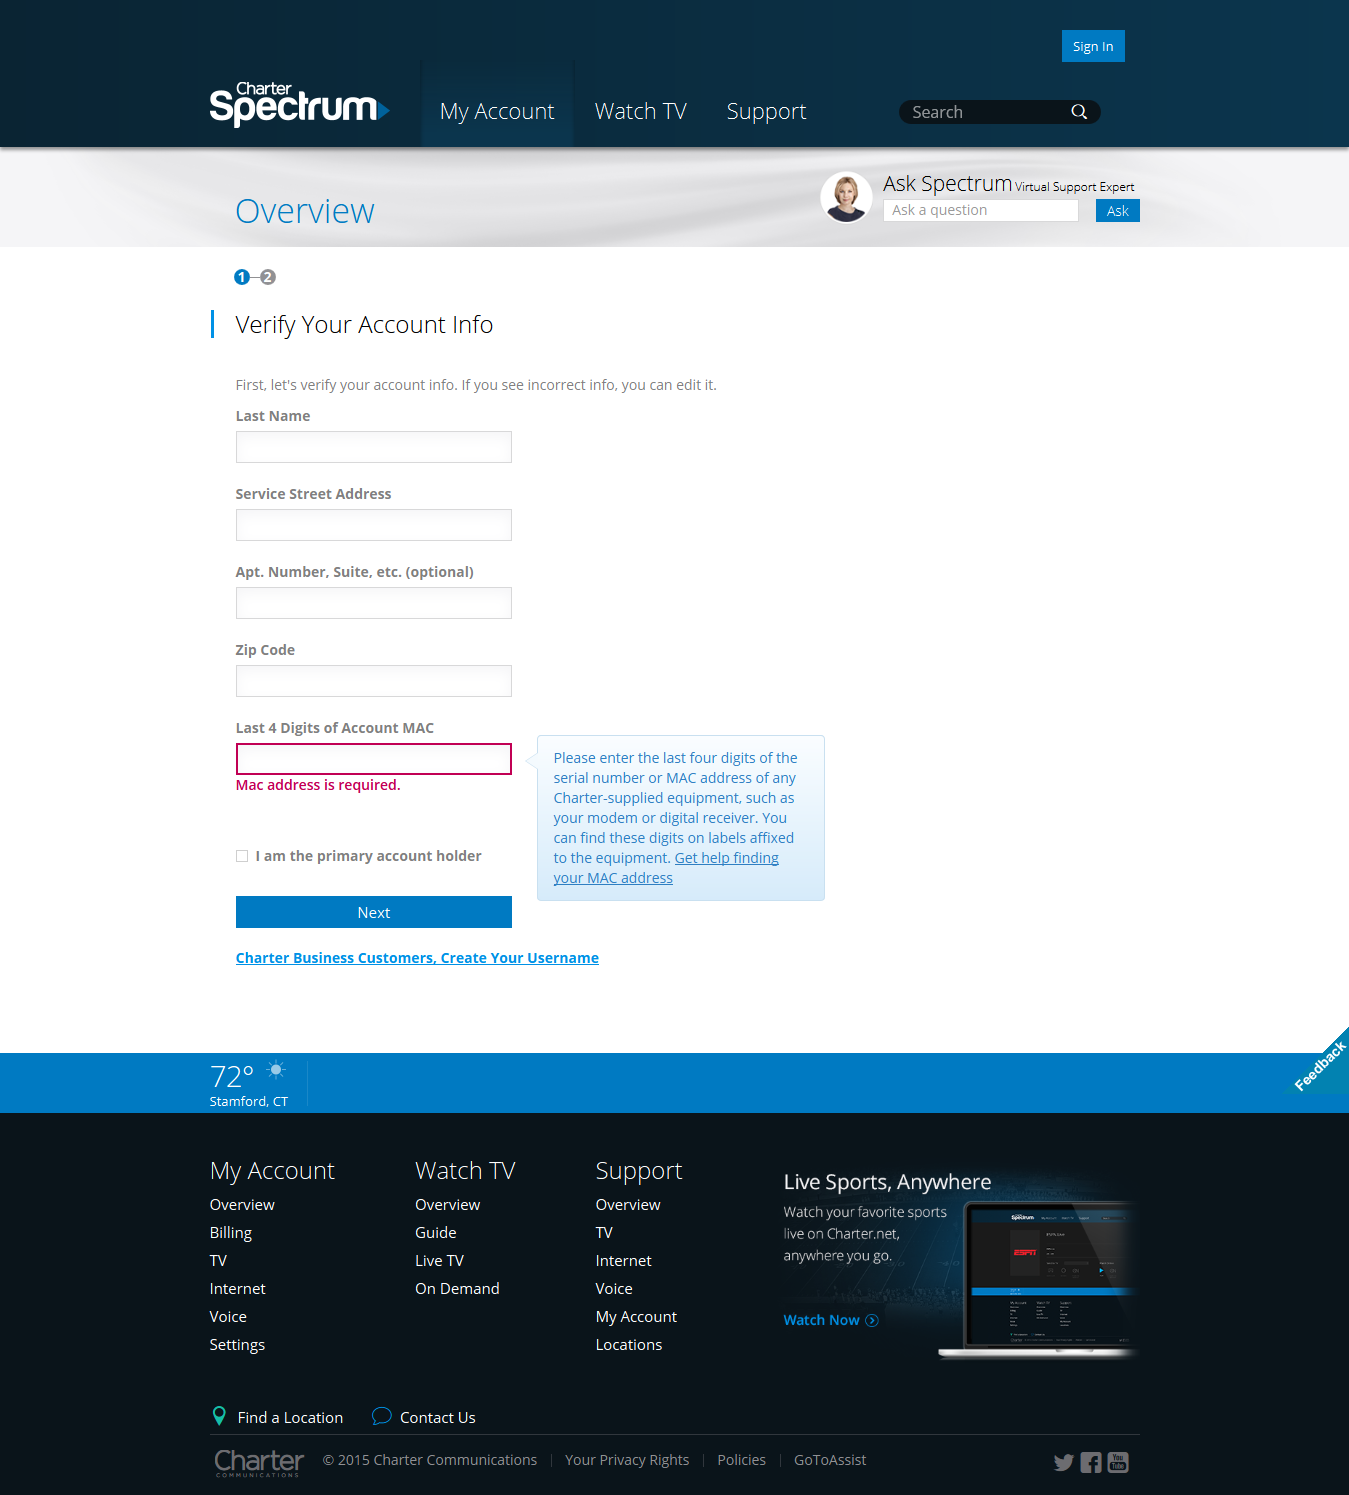 Sign In
Charter
Spectrum
My Account
Watch TV
Support
Search
Overview
Ask Spectrum Virtual Support Expert
Ask a question
Ask
1
2
Verify Your Account Info
First, let's verify your account info. If you see incorrect info, you can edit it.
Last Name
Service Street Address
Apt. Number, Suite, etc. (optional)
Zip Code
Last 4 Digits of Account MAC
Mac address is required.
Please enter the last four digits of the
serial number or MAC address of any
Charter-supplied equipment, such as
your modem or digital receiver. You
can find these digits on labels affixed
to the equipment. Get help finding
your MAC address
I am the primary account holder
Next
Charter Business Customers, Create Your Username
Feedback
72°
Stamford, CT
My Account
Overview
Billing
TV
Internet
Voice
Settings
Watch TV
Overview
Guide
Live TV
On Demand
Support
Overview
TV
Internet
Voice
My Account
Locations
Live Sports, Anywhere
Watch your favorite sports
live on Charter.net,
anywhere you go.
Watch Now
Spectrum
ESPN
Find a Location
Contact Us
Charter
COMMUNICATIONS
© 2015 Charter Communications
Your Privacy Rights
Policies
GoToAssist
You
Tube